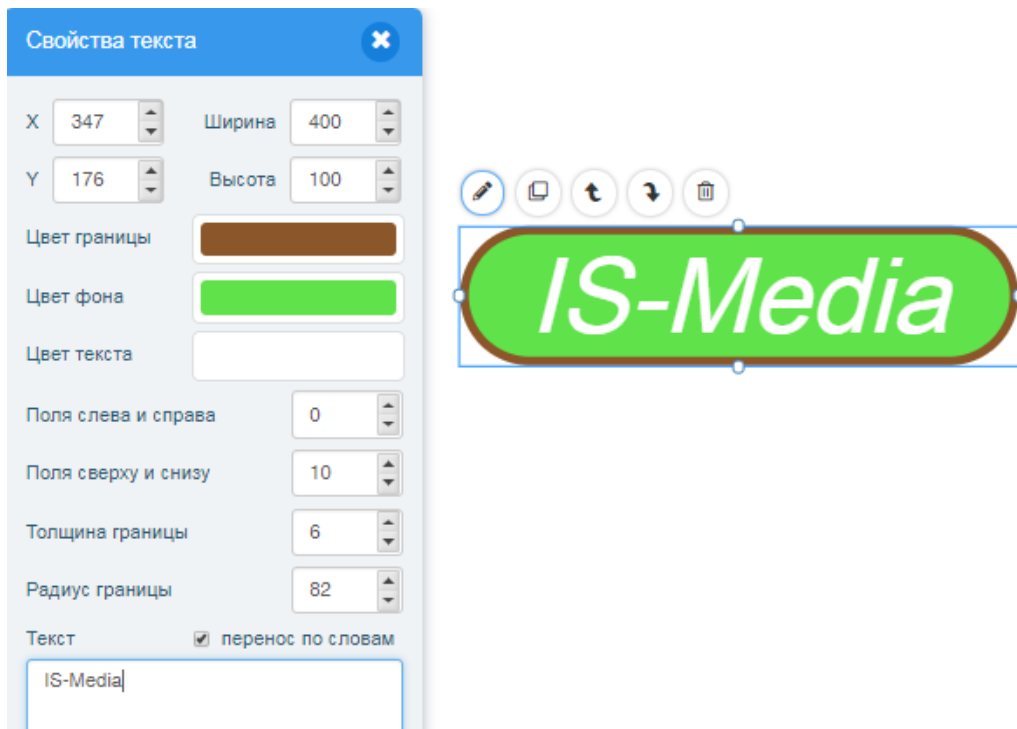 Свойства текста
X 347 Ширина 400
Y 176 Высота 100
Цвет границы
Цвет фона
Цвет текста
Поля слева и справа 0
Поля сверху и снизу 10
Толщина границы 6
Радиус границы 82
Текст перенос по словам
IS-Media
IS-Media